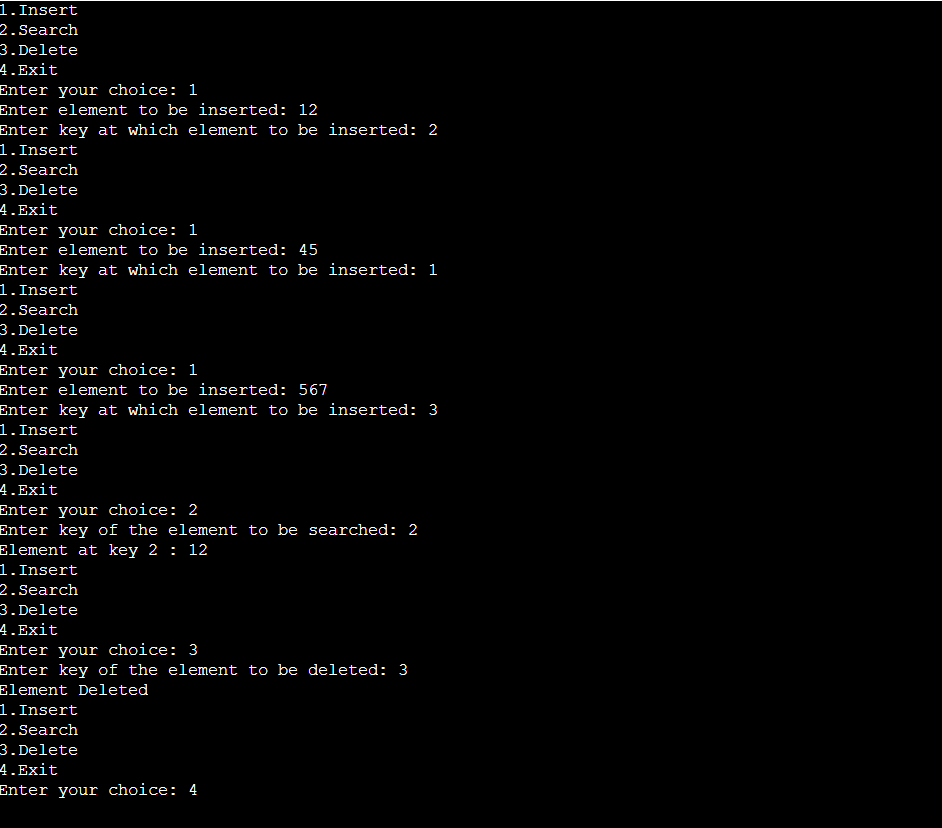 1.Insert
2.Search
3.Delete
4.Exit
Enter your choice: 1
Enter element to be inserted: 12
Enter key at which element to be inserted: 2
1.Insert
2.Search
3.Delete
4.Exit
Enter your choice: 1
Enter element to be inserted: 45
Enter key at which element to be inserted: 1
1.Insert
2.Search
3.Delete
4.Exit
Enter your choice: 1
Enter element to be inserted: 567
Enter key at which element to be inserted: 3
1.Insert
2.Search
3.Delete
4.Exit
Enter your choice: 2
Enter key of the element to be searched: 2
Element at key 2 : 12
1.Insert
2.Search
3.Delete
4.Exit
Enter your choice: 3
Enter key of the element to be deleted: 3
Element Deleted
1.Insert
2.Search
3.Delete
4.Exit
Enter your choice: 4